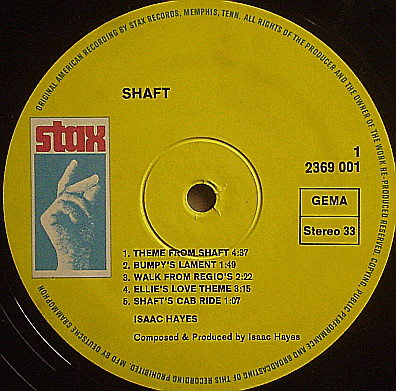 ORIGINAL AMERICAN RECORDING BY STAX RECORDS, MEMPHIS, TENN. ALL RIGHTS OF THE PRODUCER AND THE OWNER OF THE WORK RE-PRODUCED RESERVED. COPYING, PUBLIC PERFORMANCE AND BROADCASTING OF THIS RECORDING PROHIBITED. MFD BY DEUTSCHE GRAMMOPHON
SHAFT
stax
1
2369 001
GEMA
Stereo 33
1. THEME FROM SHAFT 4:37
2. BUMPY'S LAMENT 1:49
3. WALK FROM REGIO'S 2:22
4. ELLIE'S LOVE THEME 3:15
5. SHAFT'S CAB RIDE 1:07
ISAAC HAYES
Composed & Produced by Isaac Hayes